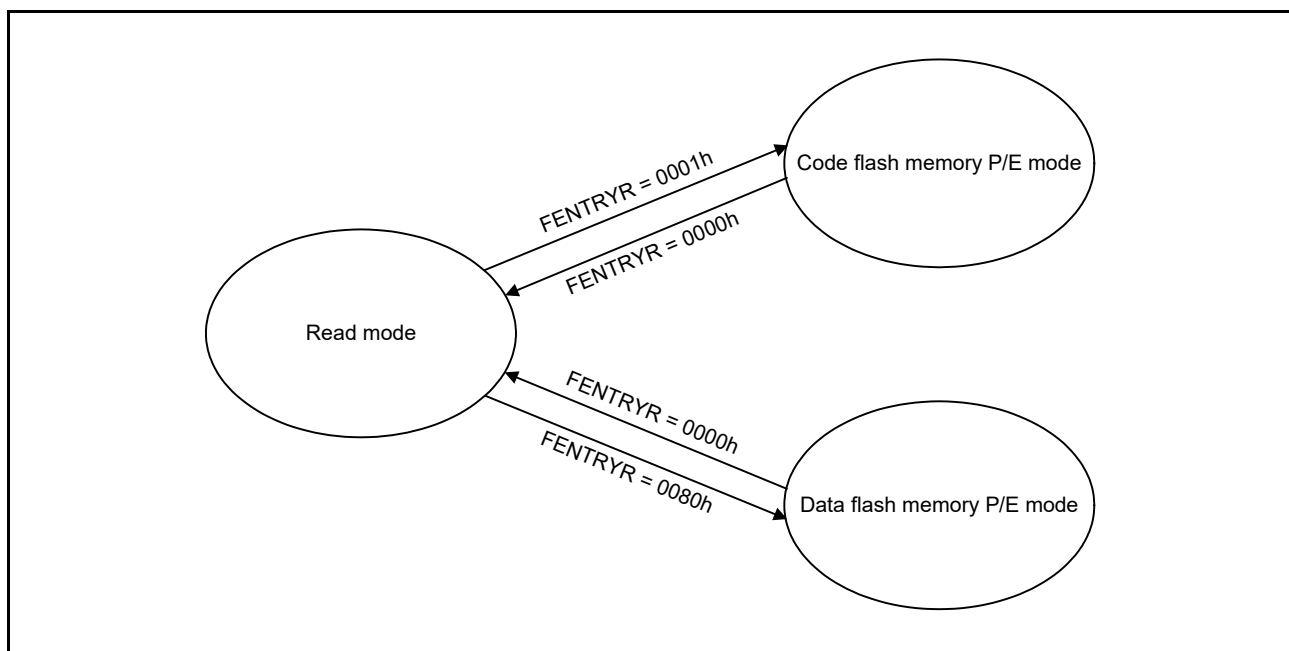 FENTRYR = 0001h
Code flash memory P/E mode
FENTRYR = 0000h
Read mode
FENTRYR = 0000h
FENTRYR = 0080h
Data flash memory P/E mode